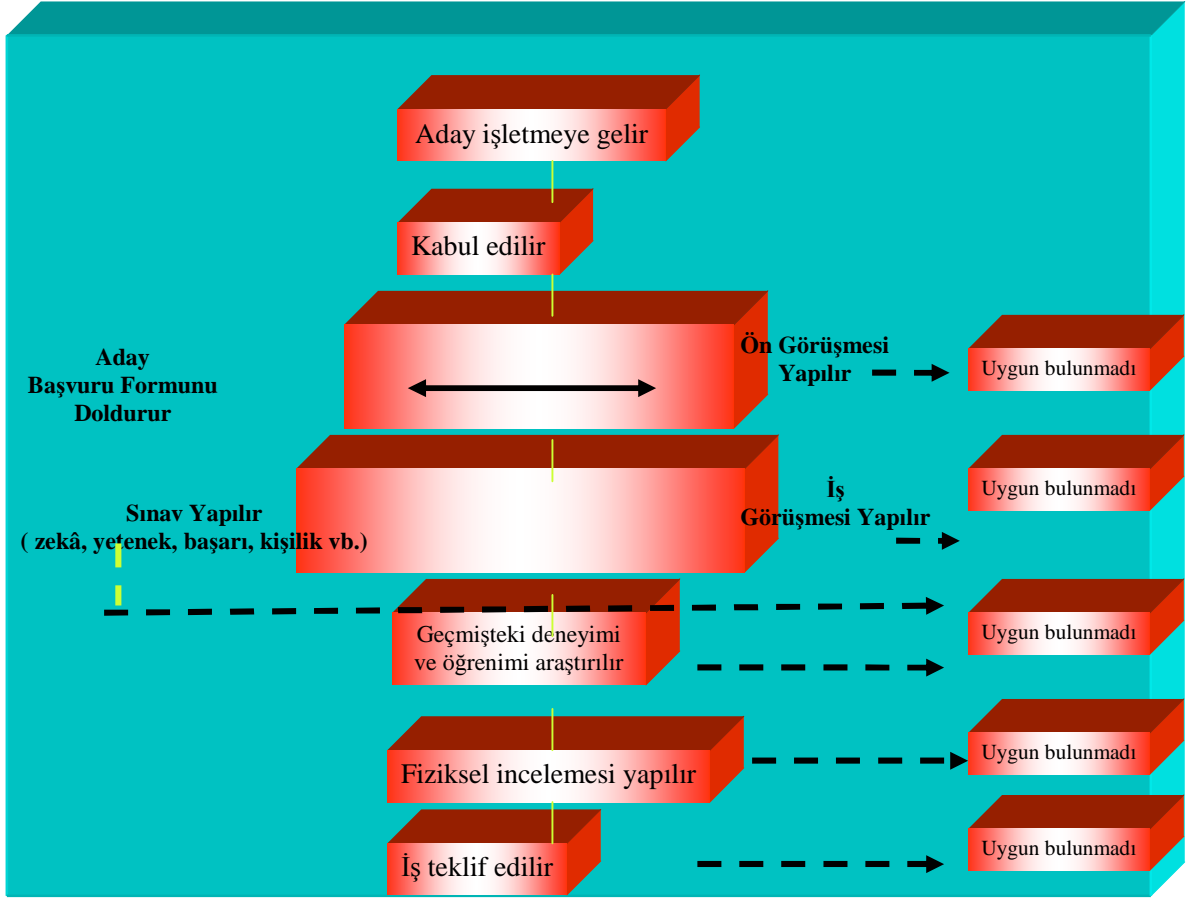 Aday işletmeye gelir
Kabul edilir
Aday
Başvuru Formunu
Doldurur
Ön Görüşmesi
Yapılır
Uygun bulunmadı
Sınav Yapılır
( zekâ, yetenek, başarı, kişilik vb.)
İş
Görüşmesi Yapılır
Uygun bulunmadı
Geçmişteki deneyimi
ve öğrenimi araştırılır
Uygun bulunmadı
Fiziksel incelemesi yapılır
Uygun bulunmadı
İş teklif edilir
Uygun bulunmadı